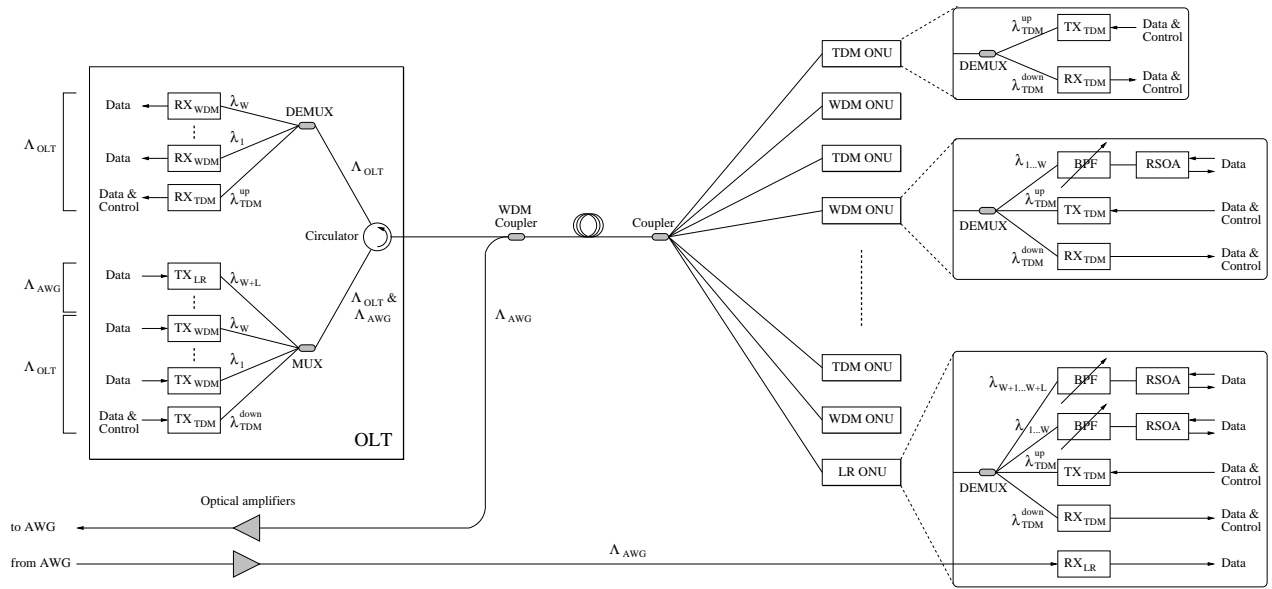 Λ OLT
Data
RX WDM
λ W
DEMUX
Data
RX WDM
λ 1
Λ OLT
Data &
Control
RX TDM
λ up TDM
Circulator
Λ AWG
Data
TX LR
λ W+L
Λ OLT &
Λ AWG
Λ OLT
Data
TX WDM
λ W
MUX
Data
TX WDM
λ 1
Data &
Control
TX TDM
λ down TDM
OLT
WDM
Coupler
Coupler
Λ AWG
Optical amplifiers
to AWG
from AWG
Λ AWG
TDM ONU
WDM ONU
TDM ONU
WDM ONU
TDM ONU
WDM ONU
LR ONU
DEMUX
λ up TDM
TX TDM
Data &
Control
λ down TDM
RX TDM
Data &
Control
DEMUX
λ 1...W
BPF
RSOA
Data
λ up TDM
TX TDM
Data &
Control
λ down TDM
RX TDM
Data &
Control
DEMUX
λ W+1...W+L
BPF
RSOA
Data
λ 1...W
BPF
RSOA
Data
λ up TDM
TX TDM
Data &
Control
λ down TDM
RX TDM
Data &
Control
RX LR
Data